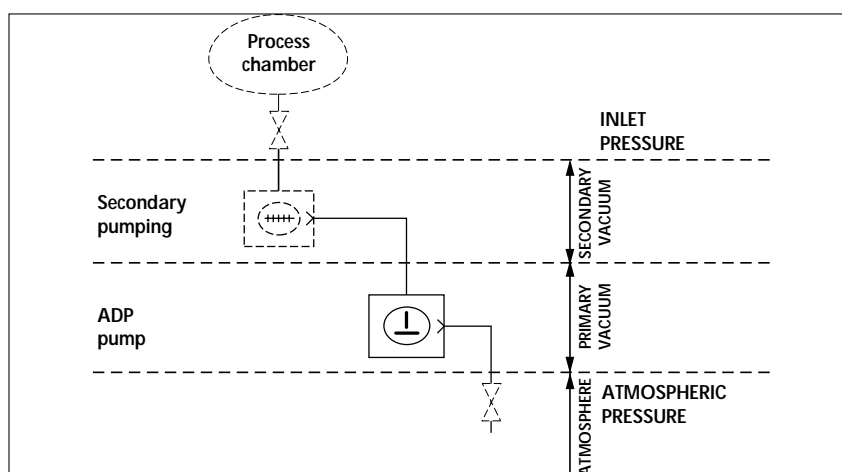 Process
chamber
INLET
PRESSURE
Secondary
pumping
SECONDARY
VACUUM
ADP
pump
PRIMARY
VACUUM
ATMOSPHERIC
PRESSURE
ATMOSPHERE